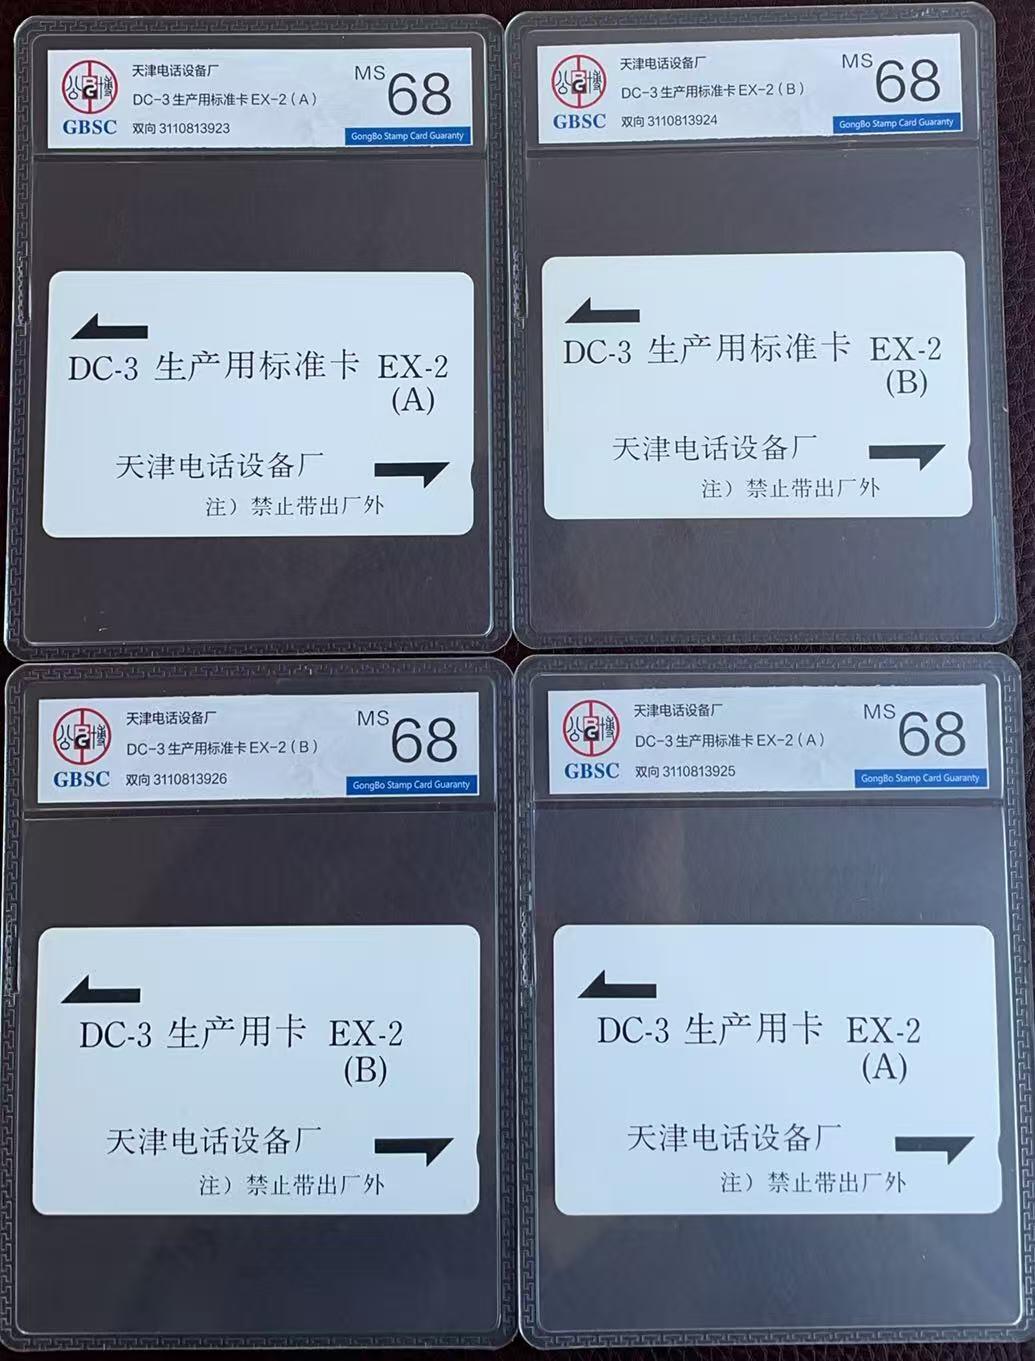 天津电话设备厂
MS 68
DC-3 生产用标准卡 EX-2（A）
GBSC
双向 3110813923
GongBo Stamp Card Guaranty
DC-3 生产用标准卡 EX-2
(A)
天津电话设备厂
注）禁止带出厂外
天津电话设备厂
MS 68
DC-3 生产用标准卡 EX-2（B）
GBSC
双向 3110813924
GongBo Stamp Card Guaranty
DC-3 生产用标准卡 EX-2
(B)
天津电话设备厂
注）禁止带出厂外
天津电话设备厂
MS 68
DC-3 生产用标准卡 EX-2（B）
GBSC
双向 3110813926
GongBo Stamp Card Guaranty
DC-3 生产用卡 EX-2
(B)
天津电话设备厂
注）禁止带出厂外
天津电话设备厂
MS 68
DC-3 生产用标准卡 EX-2（A）
GBSC
双向 3110813925
GongBo Stamp Card Guaranty
DC-3 生产用卡 EX-2
(A)
天津电话设备厂
注）禁止带出厂外